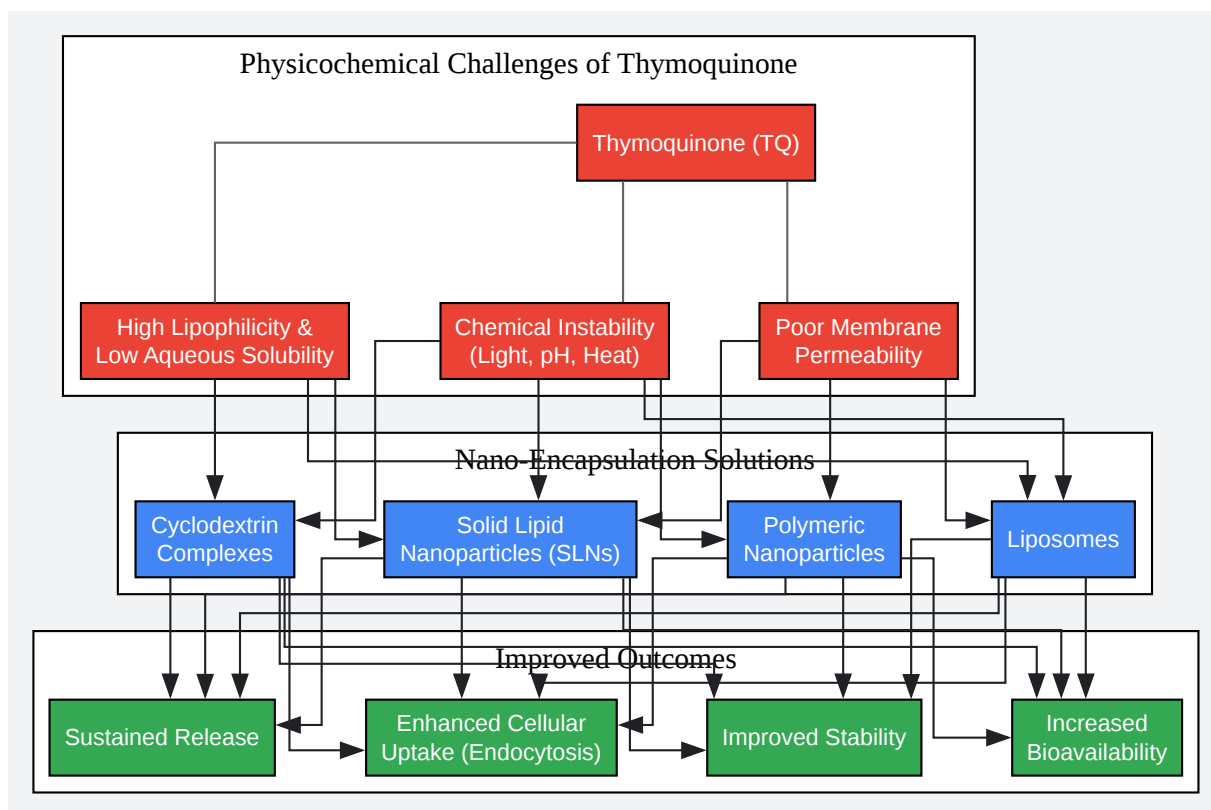 Physicochemical Challenges of Thymoquinone
Thymoquinone (TQ)
High Lipophilicity &
Low Aqueous Solubility
Chemical Instability
(Light, pH, Heat)
Poor Membrane
Permeability
Nano-Encapsulation Solutions
Cyclodextrin
Complexes
Solid Lipid
Nanoparticles (SLNs)
Polymeric
Nanoparticles
Liposomes
Improved Outcomes
Sustained Release
Enhanced Cellular
Uptake (Endocytosis)
Improved Stability
Increased
Bioavailability